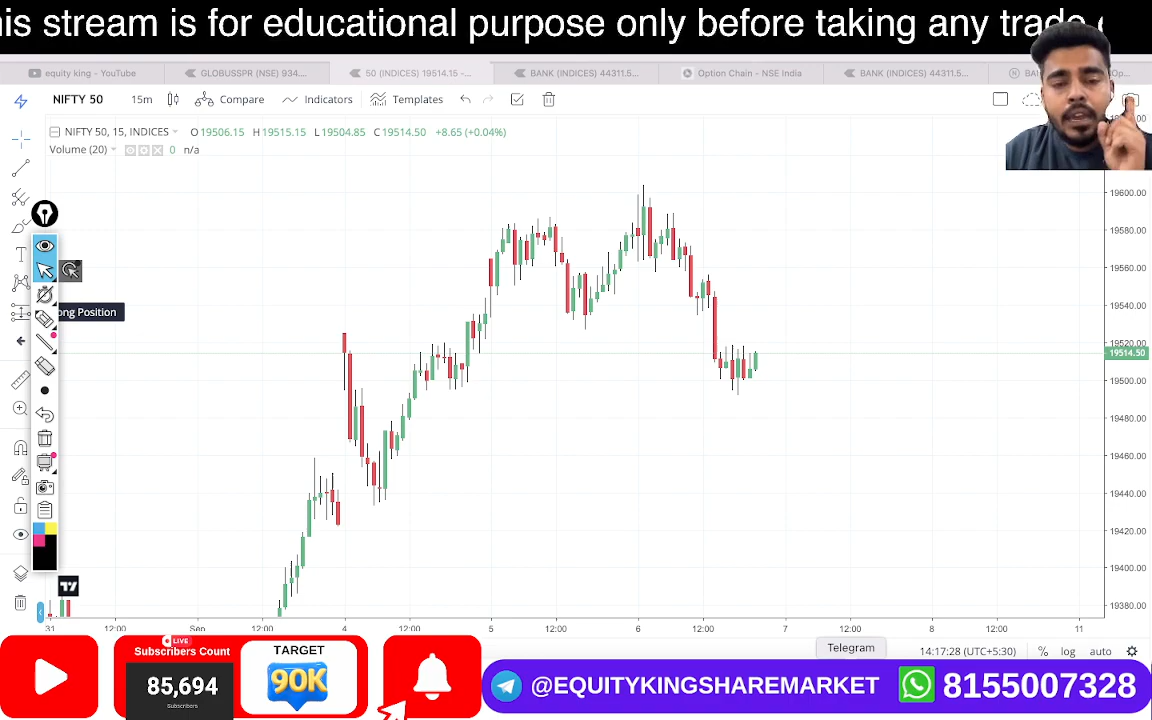 his stream is for educational purpose only before taking any trade
equity king - YouTube
GLOBUSSPR (NSE) 934...
50 (INDICES) 19514.15 -...
BANK (INDICES) 44311.5...
Option Chain - NSE India
BANK (INDICES) 44311.5...
NIFTY 50
15m
Compare
Indicators
Templates
NIFTY 50, 15, INDICES
O19506.15 H19515.15 L19504.85 C19514.50 +8.65 (+0.04%)
Volume (20)
0 n/a
ong Position
19600.00
19580.00
19560.00
19540.00
19520.00
19514.50
19500.00
19480.00
19460.00
19440.00
19420.00
19400.00
19380.00
31 12:00 Sep 12:00 4 12:00 5 12:00 6 12:00 7 12:00 8 12:00 11
Telegram
14:17:28 (UTC+5:30)
% log auto
LIVE
Subscribers Count
85,694
Subscribers
TARGET
90K
@EQUITYKINGSHAREMARKET
8155007328